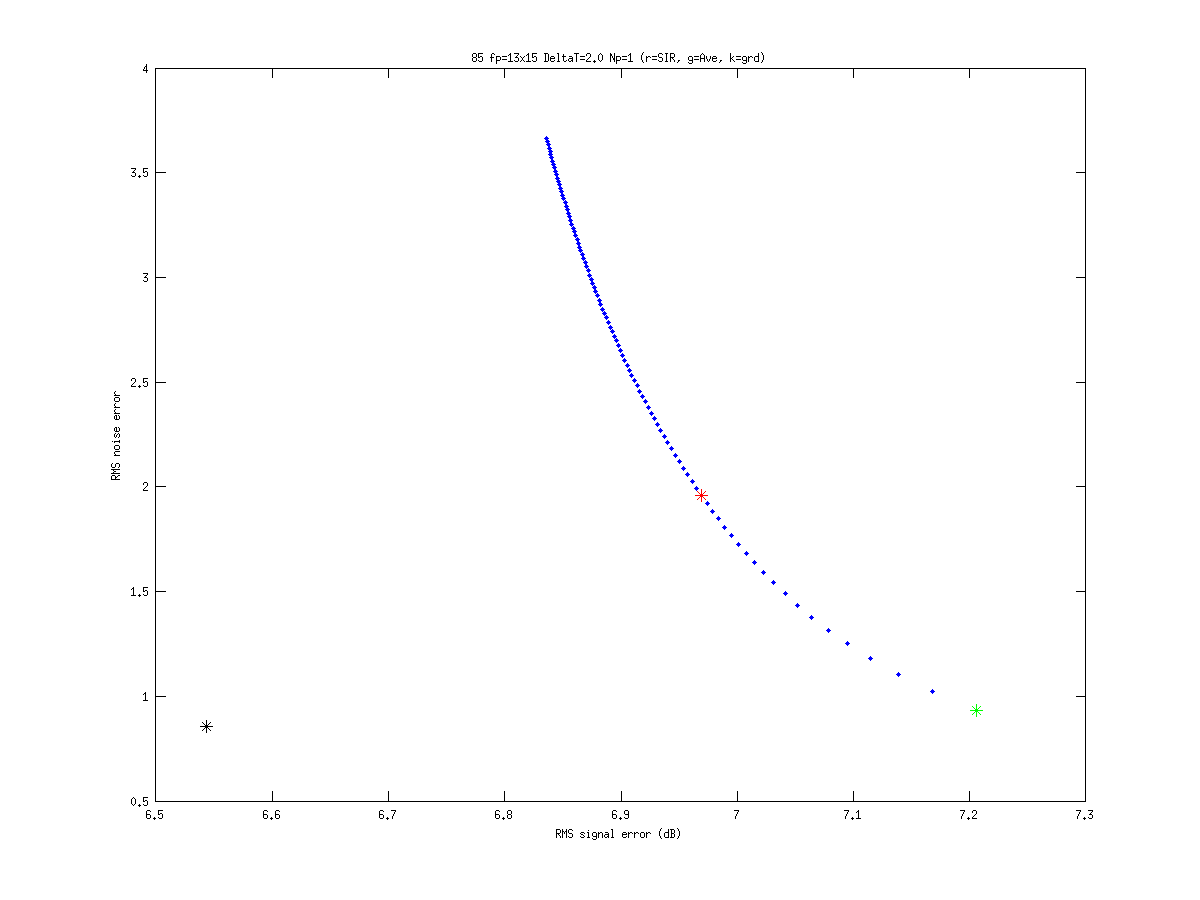 85 fp=13x15 DeltaT=2.0 Np=1 (r=SIR, g=Ave, k=grd)
4
3.5
3
2.5
2
1.5
1
0.5
RMS noise error
6.5 6.6 6.7 6.8 6.9 7 7.1 7.2 7.3
RMS signal error (dB)